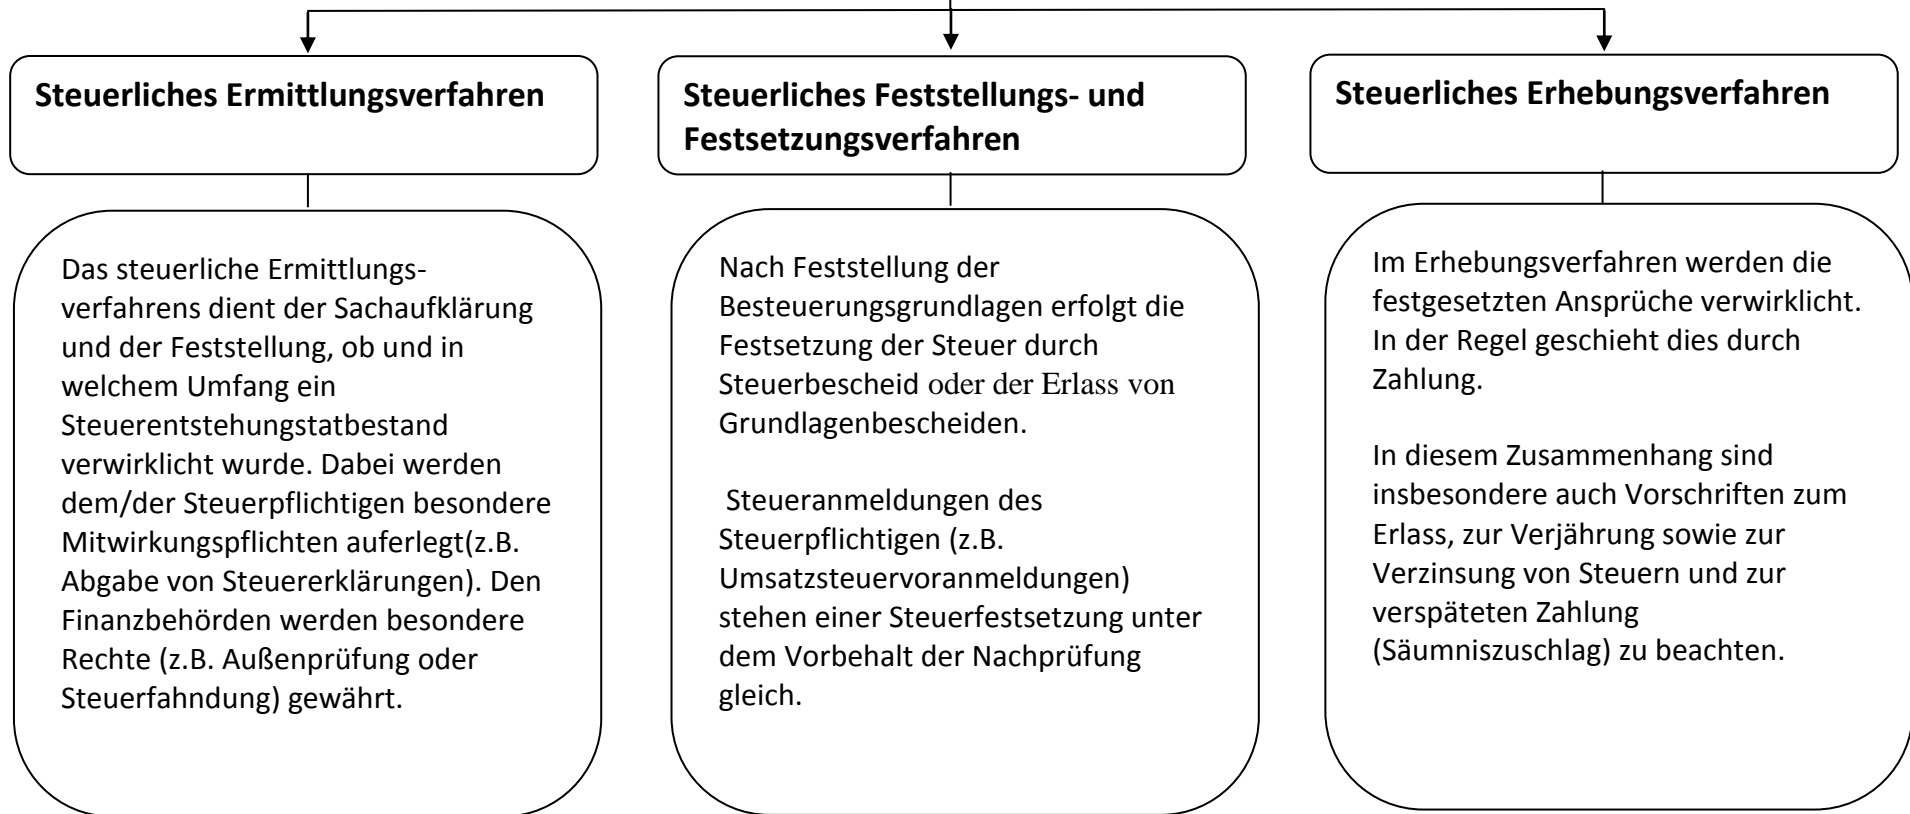 Steuerliches Ermittlungsverfahren
Das steuerliche Ermittlungs-
verfahrens dient der Sachaufklärung
und der Feststellung, ob und in
welchem Umfang ein
Steuerentstehungstatbestand
verwirklicht wurde. Dabei werden
dem/der Steuerpflichtigen besondere
Mitwirkungspflichten auferlegt(z.B.
Abgabe von Steuererklärungen). Den
Finanzbehörden werden besondere
Rechte (z.B. Außenprüfung oder
Steuerfahndung) gewährt.
Steuerliches Feststellungs- und
Festsetzungsverfahren
Nach Feststellung der
Besteuerungsgrundlagen erfolgt die
Festsetzung der Steuer durch
Steuerbescheid oder der Erlass von
Grundlagenbescheiden.
Steueranmeldungen des
Steuerpflichtigen (z.B.
Umsatzsteuervoranmeldungen)
stehen einer Steuerfestsetzung unter
dem Vorbehalt der Nachprüfung
gleich.
Steuerliches Erhebungsverfahren
Im Erhebungsverfahren werden die
festgesetzten Ansprüche verwirklicht.
In der Regel geschieht dies durch
Zahlung.
In diesem Zusammenhang sind
insbesondere auch Vorschriften zum
Erlass, zur Verjährung sowie zur
Verzinsung von Steuern und zur
verspäteten Zahlung
(Säumniszuschlag) zu beachten.